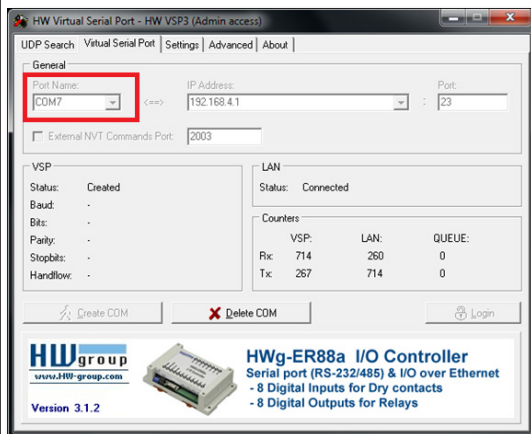 HW Virtual Serial Port - HW VSP3 (Admin access)
UDP Search Virtual Serial Port Settings Advanced About
General
Port Name: IP Address: Port:
COM7 <==> 192.168.4.1 : 23
External NVT Commands Port: 2003
VSP LAN
Status: Created Status: Connected
Baud: -
Bits: - Counters
Parity: - VSP: LAN: QUEUE:
Stopbits: - Rx: 714 260 0
Handflow: - Tx: 267 714 0
Create COM Delete COM Login
HW group
www.HW-group.com
Version 3.1.2
HWg-ER88a I/O Controller
Serial port (RS-232/485) & I/O over Ethernet
- 8 Digital Inputs for Dry contacts
- 8 Digital Outputs for Relays